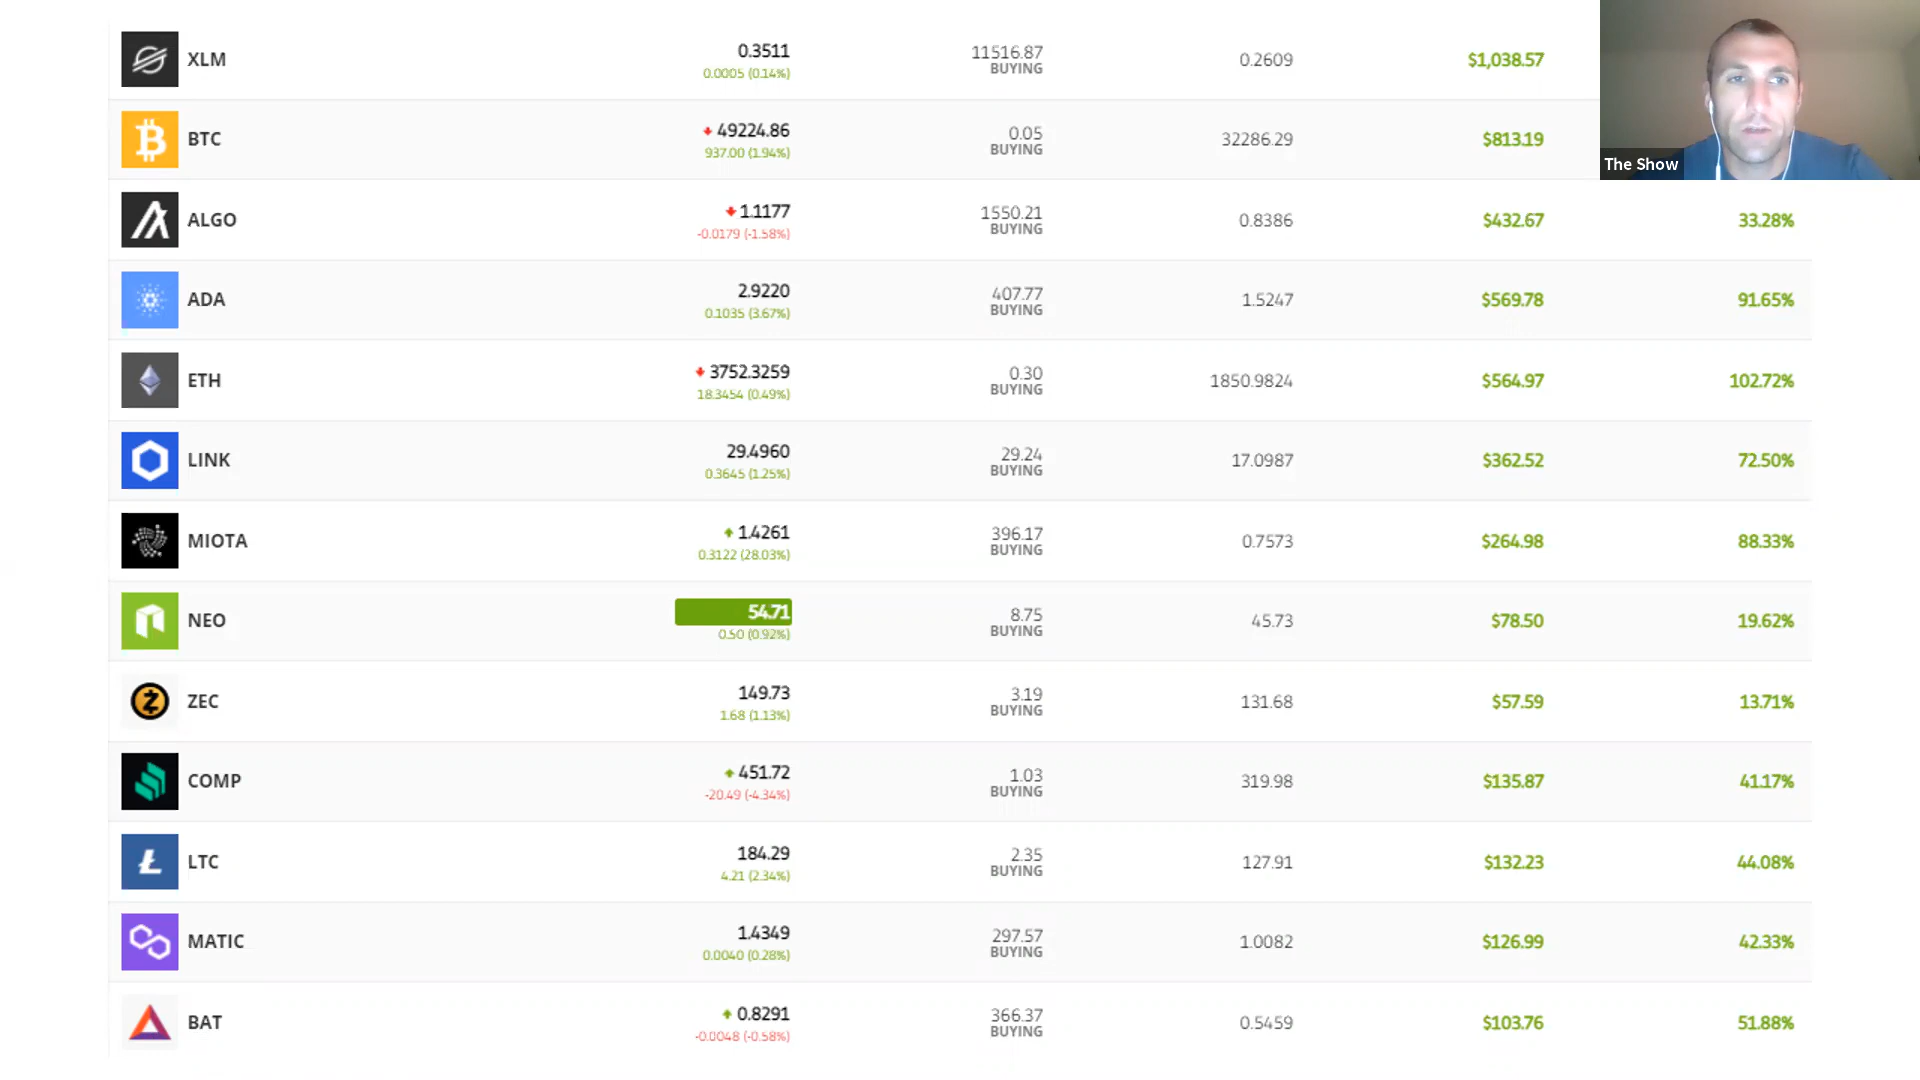 XLM 0.3511 11516.87 0.2609 $1,038.57
0.0005 (0.14%) BUYING
BTC 49224.86 0.05 32286.29 $813.19
937.00 (1.94%) BUYING
The Show
ALGO 1.1177 1550.21 0.8386 $432.67 33.28%
-0.0179 (-1.58%) BUYING
ADA 2.9220 407.77 1.5247 $569.78 91.65%
0.1035 (3.67%) BUYING
ETH 3752.3259 0.30 1850.9824 $564.97 102.72%
18.3454 (0.49%) BUYING
LINK 29.4960 29.24 17.0987 $362.52 72.50%
0.3645 (1.25%) BUYING
MIOTA 1.4261 396.17 0.7573 $264.98 88.33%
0.3122 (28.03%) BUYING
NEO 54.71 8.75 45.73 $78.50 19.62%
0.50 (0.92%) BUYING
ZEC 149.73 3.19 131.68 $57.59 13.71%
1.68 (1.13%) BUYING
COMP 451.72 1.03 319.98 $135.87 41.17%
-20.49 (-4.34%) BUYING
LTC 184.29 2.35 127.91 $132.23 44.08%
4.21 (2.34%) BUYING
MATIC 1.4349 297.57 1.0082 $126.99 42.33%
0.0040 (0.28%) BUYING
BAT 0.8291 366.37 0.5459 $103.76 51.88%
-0.0048 (-0.58%) BUYING